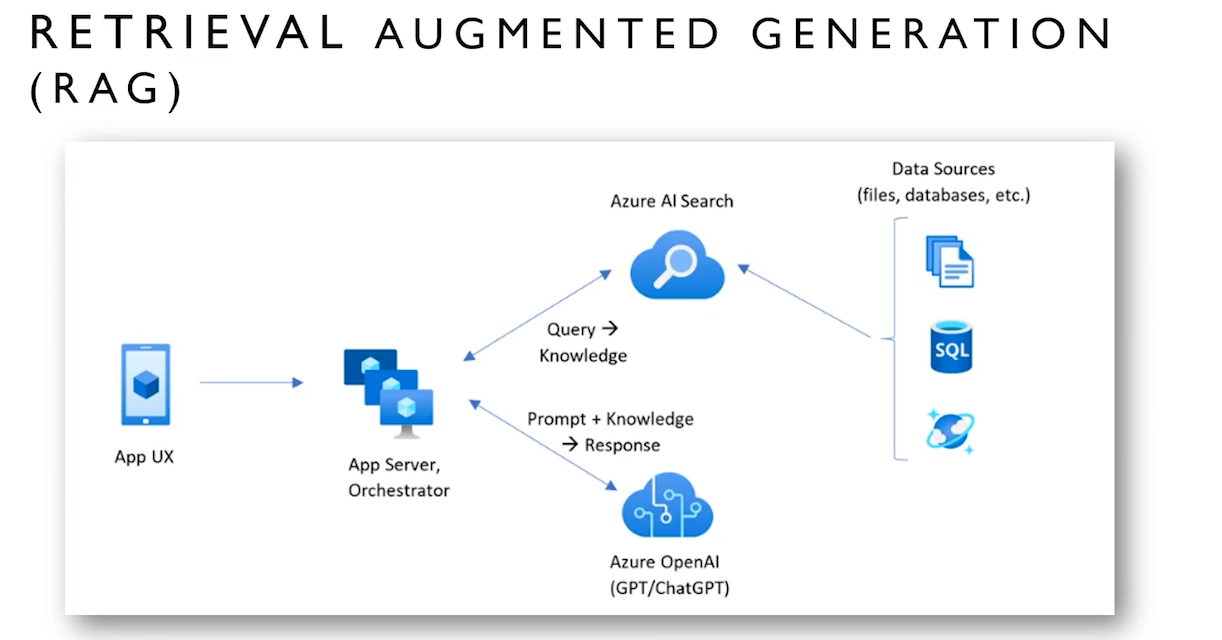 RETRIEVAL AUGMENTED GENERATION
(RAG)
Data Sources
(files, databases, etc.)
Azure AI Search
Query →
Knowledge
SQL
App UX
App Server,
Orchestrator
Prompt + Knowledge
→ Response
Azure OpenAI
(GPT/ChatGPT)